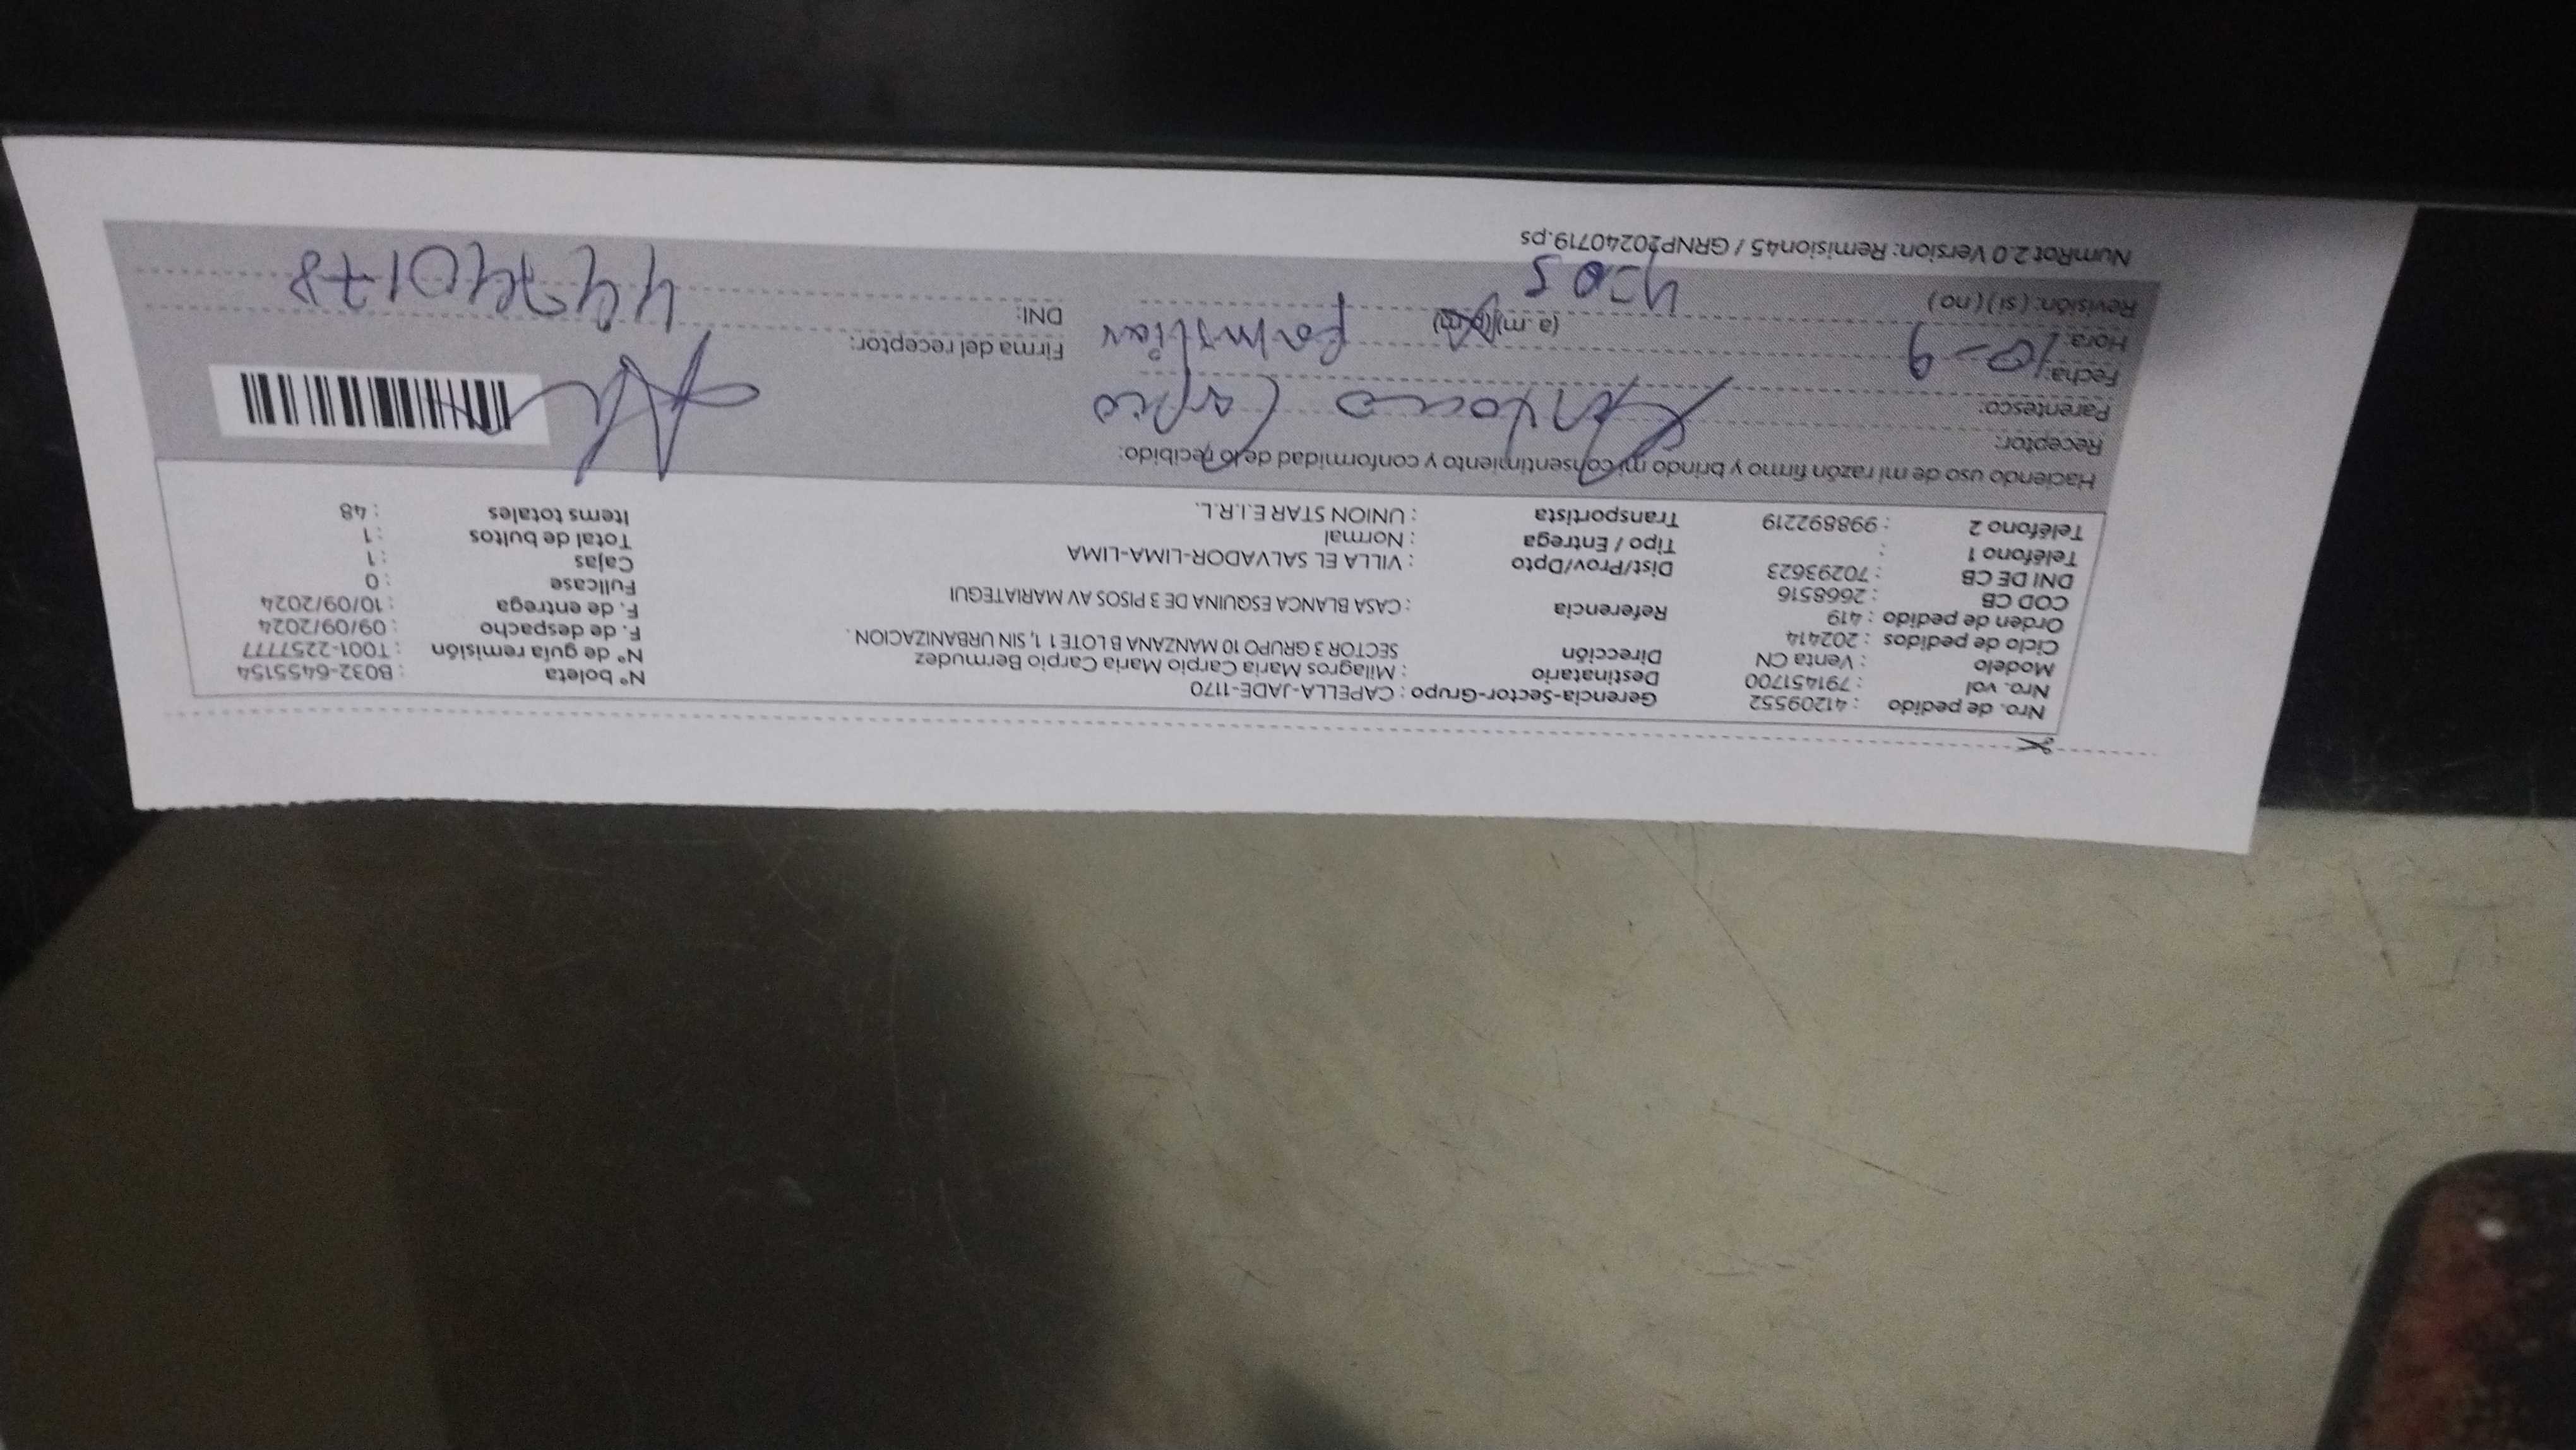 Nro. de pedido : 41209552 Gerencia-Sector-Grupo : CAPELLA-JADE-1170 Nº boleta : B032-6455154
Nro. vol : 791451700 Destinatario : Milagros Maria Carpio Maria Carpio Bermudez Nº de guía remisión : T001-2257777
Modelo : Venta CN Dirección SECTOR 3 GRUPO 10 MANZANA B LOTE 1 1, SIN URBANIZACION . F. de despacho : 09/09/2024
Ciclo de pedidos : 202414 F. de entrega : 10/09/2024
Orden de pedido : 419 Referencia : CASA BLANCA ESQUINA DE 3 PISOS AV MARIATEGUI Fullcase : 0
COD CB : 2668516 Dist/Prov/Dpto : VILLA EL SALVADOR-LIMA-LIMA Cajas : 1
DNI DE CB : 70293623 Tipo / Entrega : Normal Total de bultos : 1
Teléfono 1 : Transportista : UNION STAR E.I.R.L. Items totales : 48
Teléfono 2 : 998892219
Haciendo uso de mi razón firmo y brindo mi consentimiento y conformidad de lo recibido:
Receptor: Carpio
Parentesco: familiar Firma del receptor:
Fecha: 10-9
Hora: 4:05 (a.m)(p.m) DNI: 44740178
Revisión: (si) (no)
NumRot 2.0 Version: Remision45 / GRNP20240719.ps